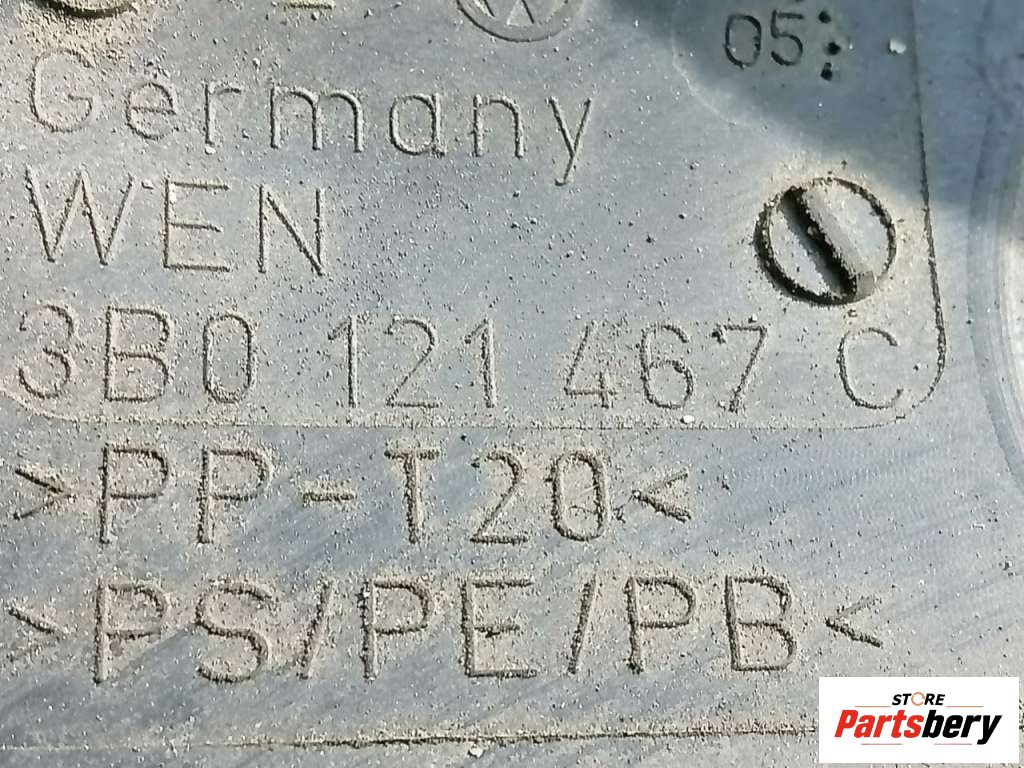 05
Germany
WEN
3B0 121 467 C
>PP-T20<
>PS/PE/PB<
STORE
Partsbery